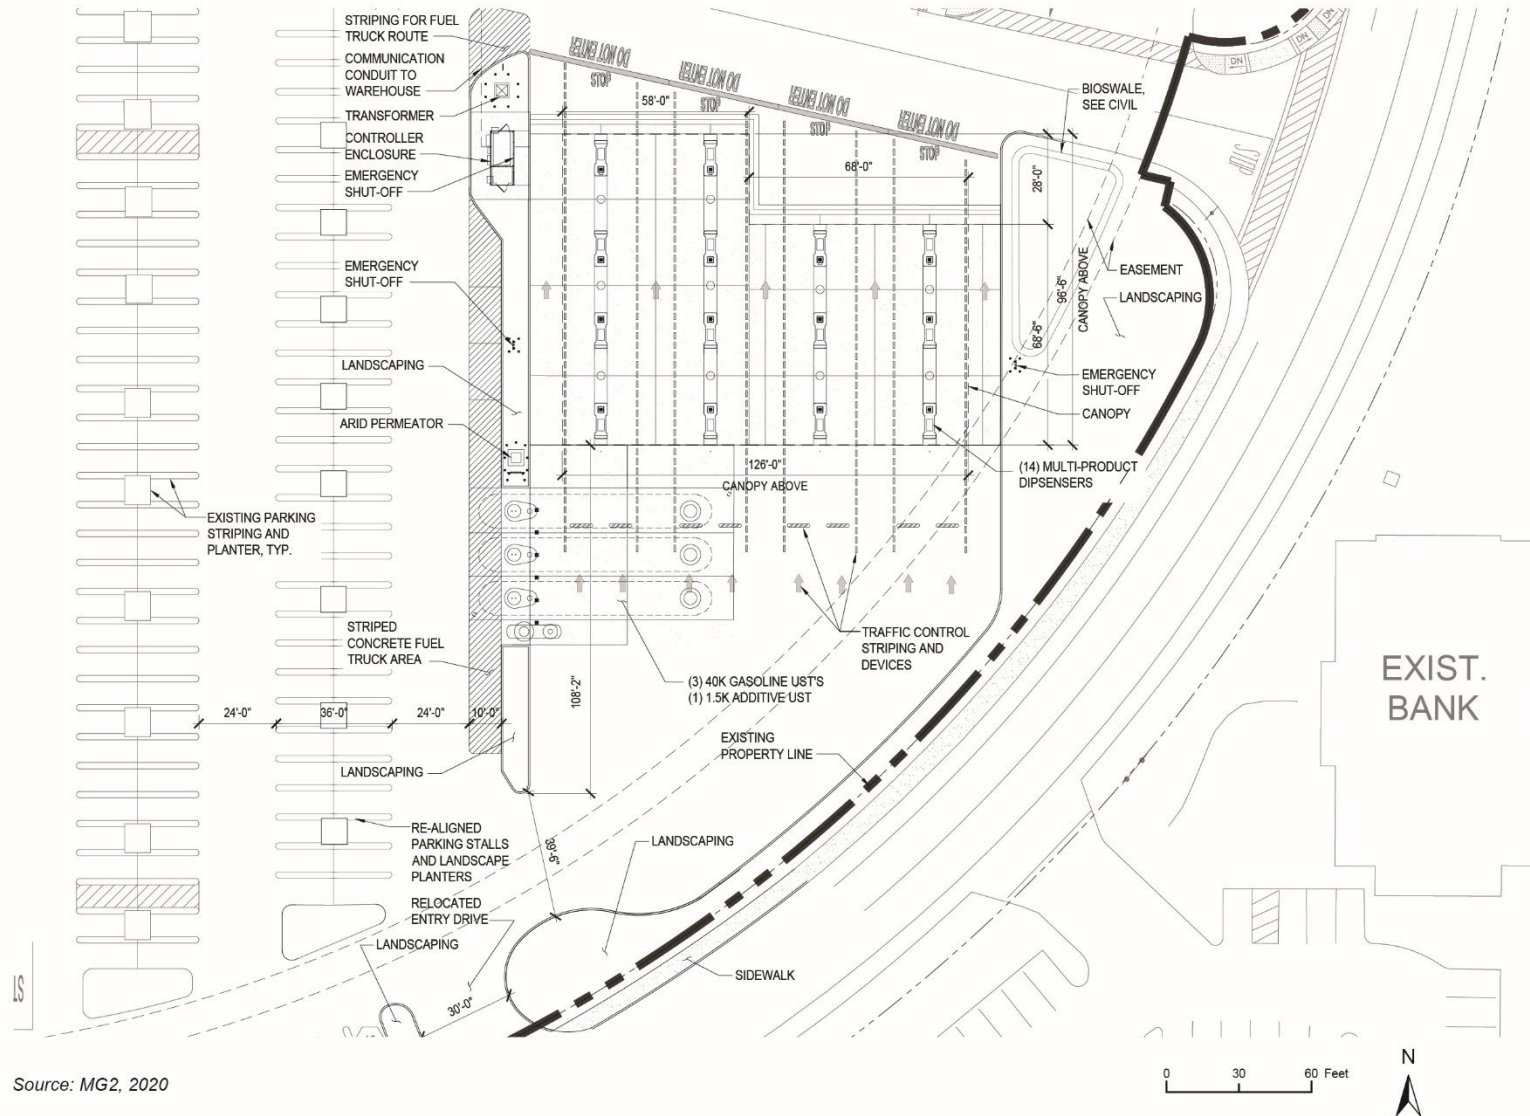 STRIPING FOR FUEL
TRUCK ROUTE
COMMUNICATION
CONDUIT TO
WAREHOUSE
TRANSFORMER
CONTROLLER
ENCLOSURE
EMERGENCY
SHUT-OFF
EMERGENCY
SHUT-OFF
LANDSCAPING
ARID PERMEATOR
EXISTING PARKING
STRIPING AND
PLANTER, TYP.
STRIPED
CONCRETE FUEL
TRUCK AREA
24'-0"
36'-0"
24'-0"
10'-0"
LANDSCAPING
RE-ALIGNED
PARKING STALLS
AND LANDSCAPE
PLANTERS
RELOCATED
ENTRY DRIVE
LANDSCAPING
30'-0"
39'-6"
108'-2"
DO NOT ENTER
STOP
DO NOT ENTER
STOP
DO NOT ENTER
STOP
DO NOT ENTER
STOP
58'-0"
68'-0"
28'-0"
96'-6"
68'-6"
CANOPY ABOVE
126'-0"
CANOPY ABOVE
BIOSWALE,
SEE CIVIL
STP
DN
DN
DN
EASEMENT
LANDSCAPING
EMERGENCY
SHUT-OFF
CANOPY
(14) MULTI-PRODUCT
DIPSENSERS
TRAFFIC CONTROL
STRIPING AND
DEVICES
(3) 40K GASOLINE UST'S
(1) 1.5K ADDITIVE UST
EXISTING
PROPERTY LINE
LANDSCAPING
SIDEWALK
EXIST.
BANK
ST
Source: MG2, 2020
0 30 60 Feet
N